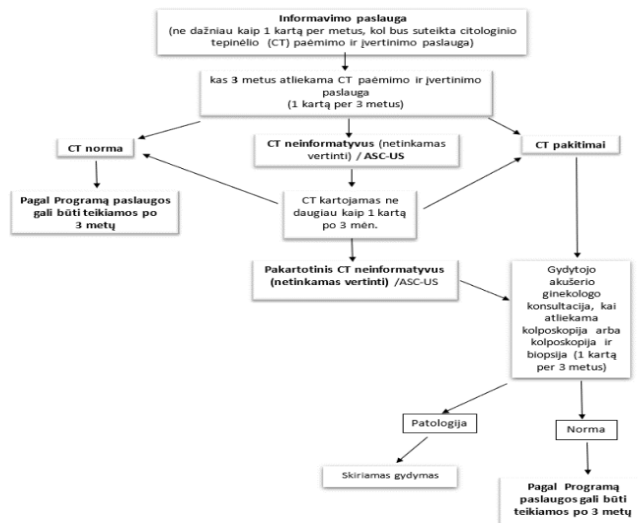 Informavimo paslauga
(ne dažniau kaip 1 kartą per metus, kol bus suteikta citologinio
tepinėlio (CT) paėmimo ir įvertinimo paslauga)
kas 3 metus atliekama CT paėmimo ir įvertinimo
paslauga
(1 kartą per 3 metus)
CT norma
CT neinformatyvus (netinkamas
vertinti) / ASC-US
CT pakitimai
Pagal Programą paslaugos
gali būti teikiamos po
3 metų
CT kartojamas ne
daugiau kaip 1 kartą
po 3 mėn.
Pakartotinis CT neinformatyvus
(netinkamas vertinti) /ASC-US
Gydytojo
akušerio
ginekologo
konsultacija, kai
atliekama
kolposkopija arba
kolposkopija ir
biopsija (1 kartą
per 3 metus)
Patologija
Norma
Skiriamas gydymas
Pagal Programą
paslaugos gali būti
teikiamos po 3 metų